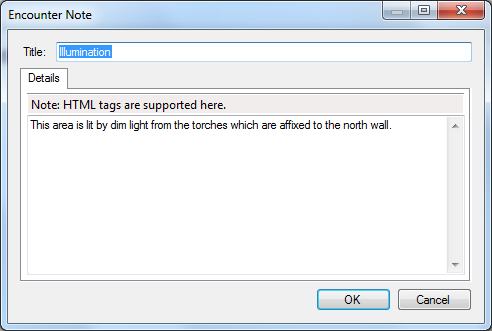 Encounter Note
Title: Illumination
Details
Note: HTML tags are supported here.
This area is lit by dim light from the torches which are affixed to the north wall.
OK Cancel